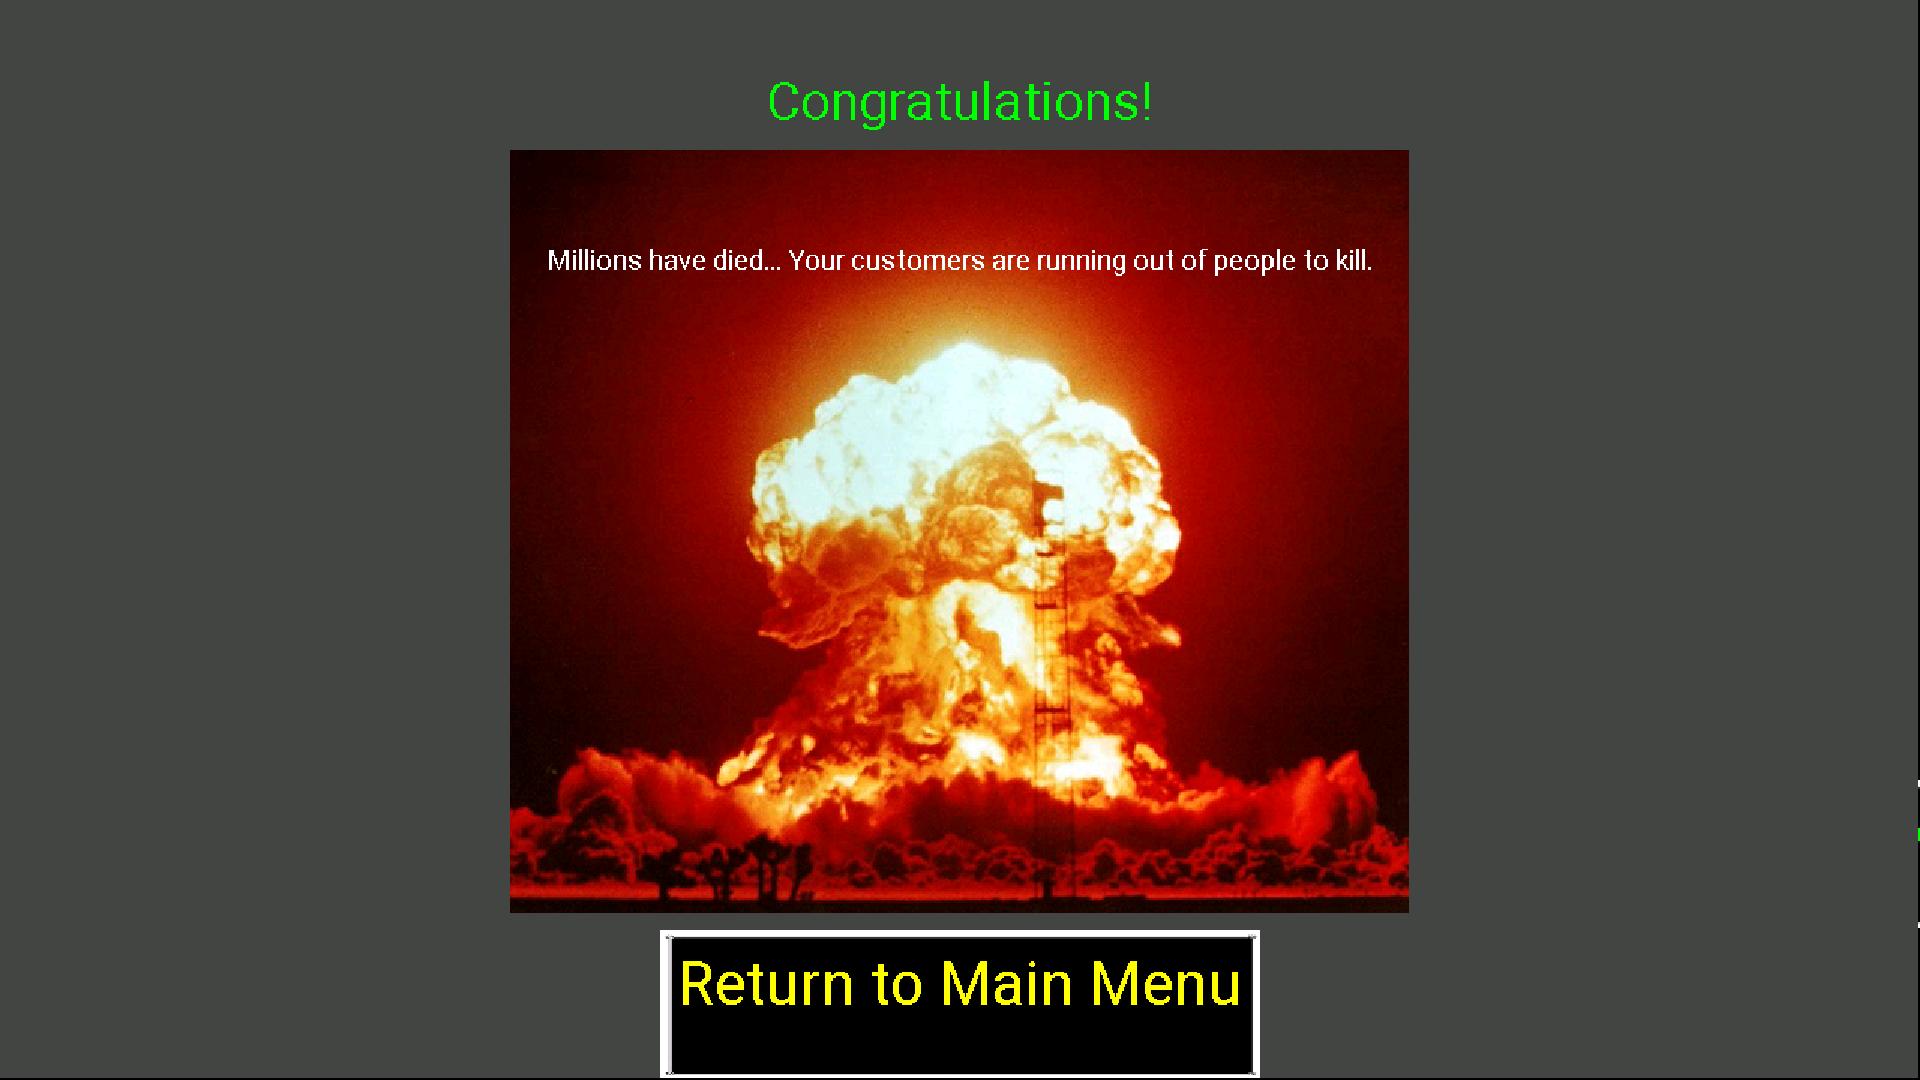 Congratulations!
Millions have died... Your customers are running out of people to kill.
Return to Main Menu